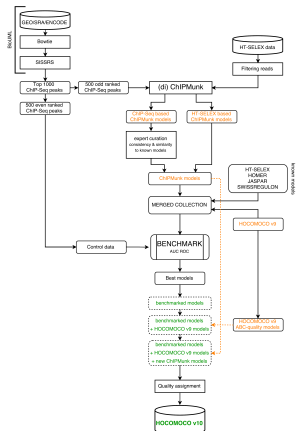 GEO/SRA/ENCODE
BioUML
Bowtie
SISSRS
HT-SELEX data
Filtering reads
Top 1000
ChIP-Seq peaks
500 odd ranked
ChIP-Seq peaks
(di) ChIPMunk
500 even ranked
ChIP-Seq peaks
ChIP-Seq based
ChIPMunk models
HT-SELEX based
ChIPMunk models
expert curation
consistency & similarity
to known models
ChIPMunk models
HT-SELEX
HOMER
JASPAR
SWISSREGULON
known models
MERGED COLLECTION
HOCOMOCO v9
Control data
BENCHMARK
AUC ROC
Best models
benchmarked models
benchmarked models
+ HOCOMOCO v9 models
HOCOMOCO v9
ABC-quality models
benchmarked models
+ HOCOMOCO v9 models
+ new ChIPMunk models
Quality assignment
HOCOMOCO v10